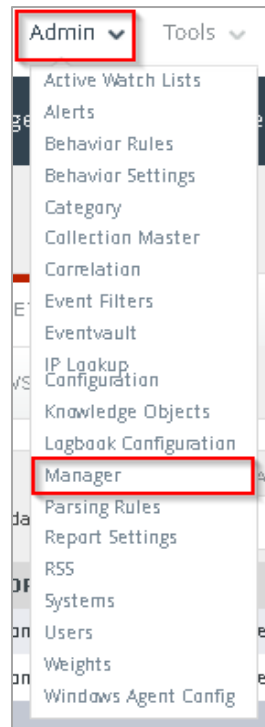 Admin Tools
Active Watch Lists
Alerts
Behavior Rules
Behavior Settings
Category
Collection Master
Correlation
Event Filters
Eventvault
IP Lookup
Configuration
Knowledge Objects
Logbook Configuration
Manager
Parsing Rules
Report Settings
RSS
Systems
Users
Weights
Windows Agent Config